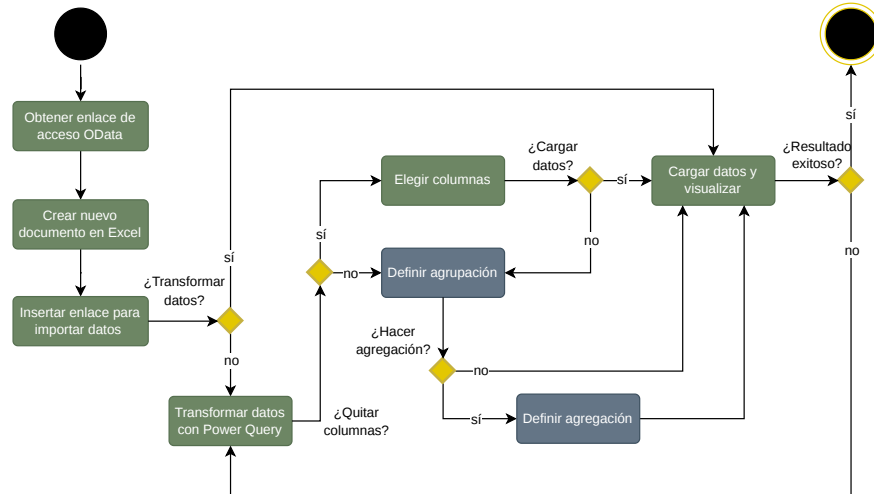 Obtener enlace de
acceso OData
Crear nuevo
documento en Excel
Insertar enlace para
importar datos
¿Transformar
datos?
sí
no
Transformar datos
con Power Query
¿Quitar
columnas?
sí
no
Elegir columnas
¿Cargar
datos?
sí
no
Definir agrupación
¿Hacer
agregación?
no
sí
Definir agregación
Cargar datos y
visualizar
¿Resultado
exitoso?
sí
no